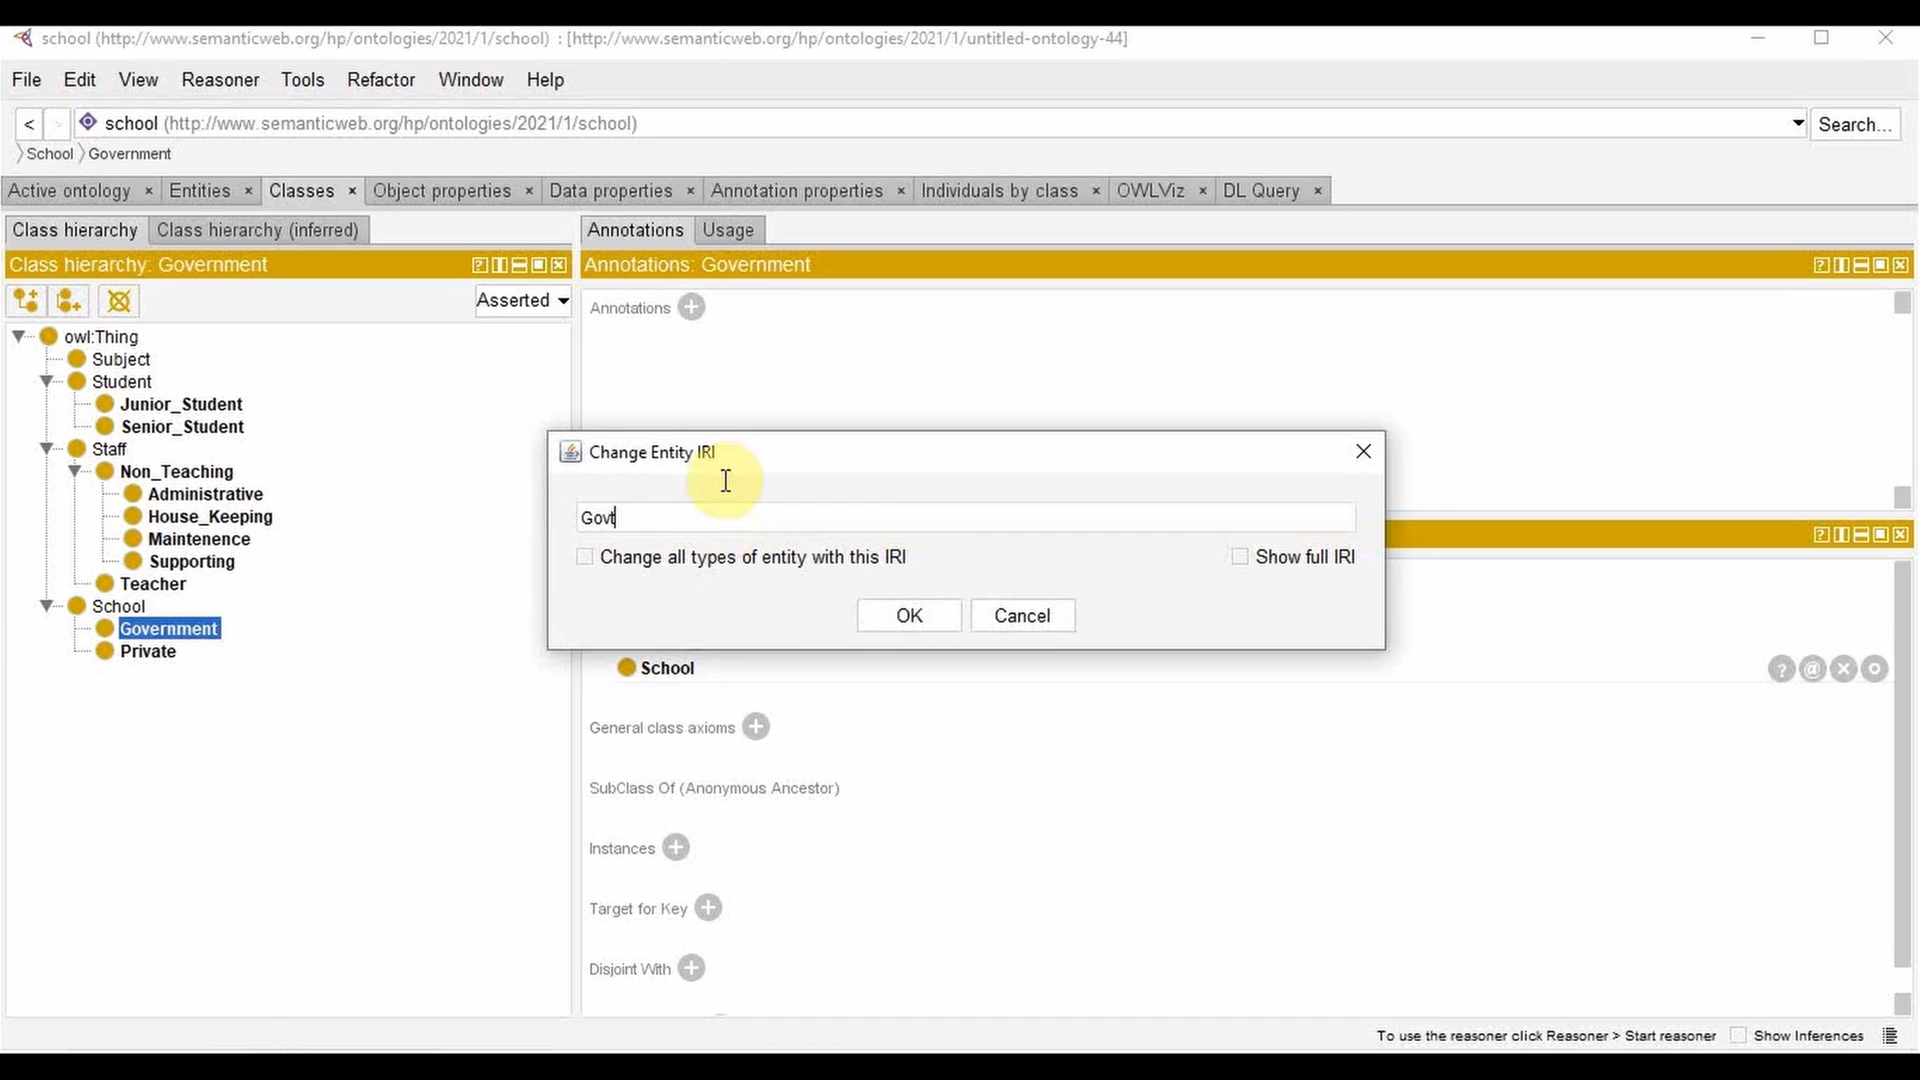 school (http://www.semanticweb.org/hp/ontologies/2021/1/school) : [http://www.semanticweb.org/hp/ontologies/2021/1/untitled-ontology-44]
File Edit View Reasoner Tools Refactor Window Help
< > school (http://www.semanticweb.org/hp/ontologies/2021/1/school) Search...
School Government
Active ontology × Entities × Classes × Object properties × Data properties × Annotation properties × Individuals by class × OWLViz × DL Query ×
Class hierarchy Class hierarchy (inferred)
Annotations Usage
Class hierarchy: Government
Annotations: Government
Asserted
Annotations
owl:Thing
Subject
Student
Junior_Student
Senior_Student
Staff
Non_Teaching
Administrative
House_Keeping
Maintenence
Supporting
Teacher
School
Government
Private
Change Entity IRI
Govt
Change all types of entity with this IRI Show full IRI
OK Cancel
School
General class axioms
SubClass Of (Anonymous Ancestor)
Instances
Target for Key
Disjoint With
To use the reasoner click Reasoner > Start reasoner Show Inferences